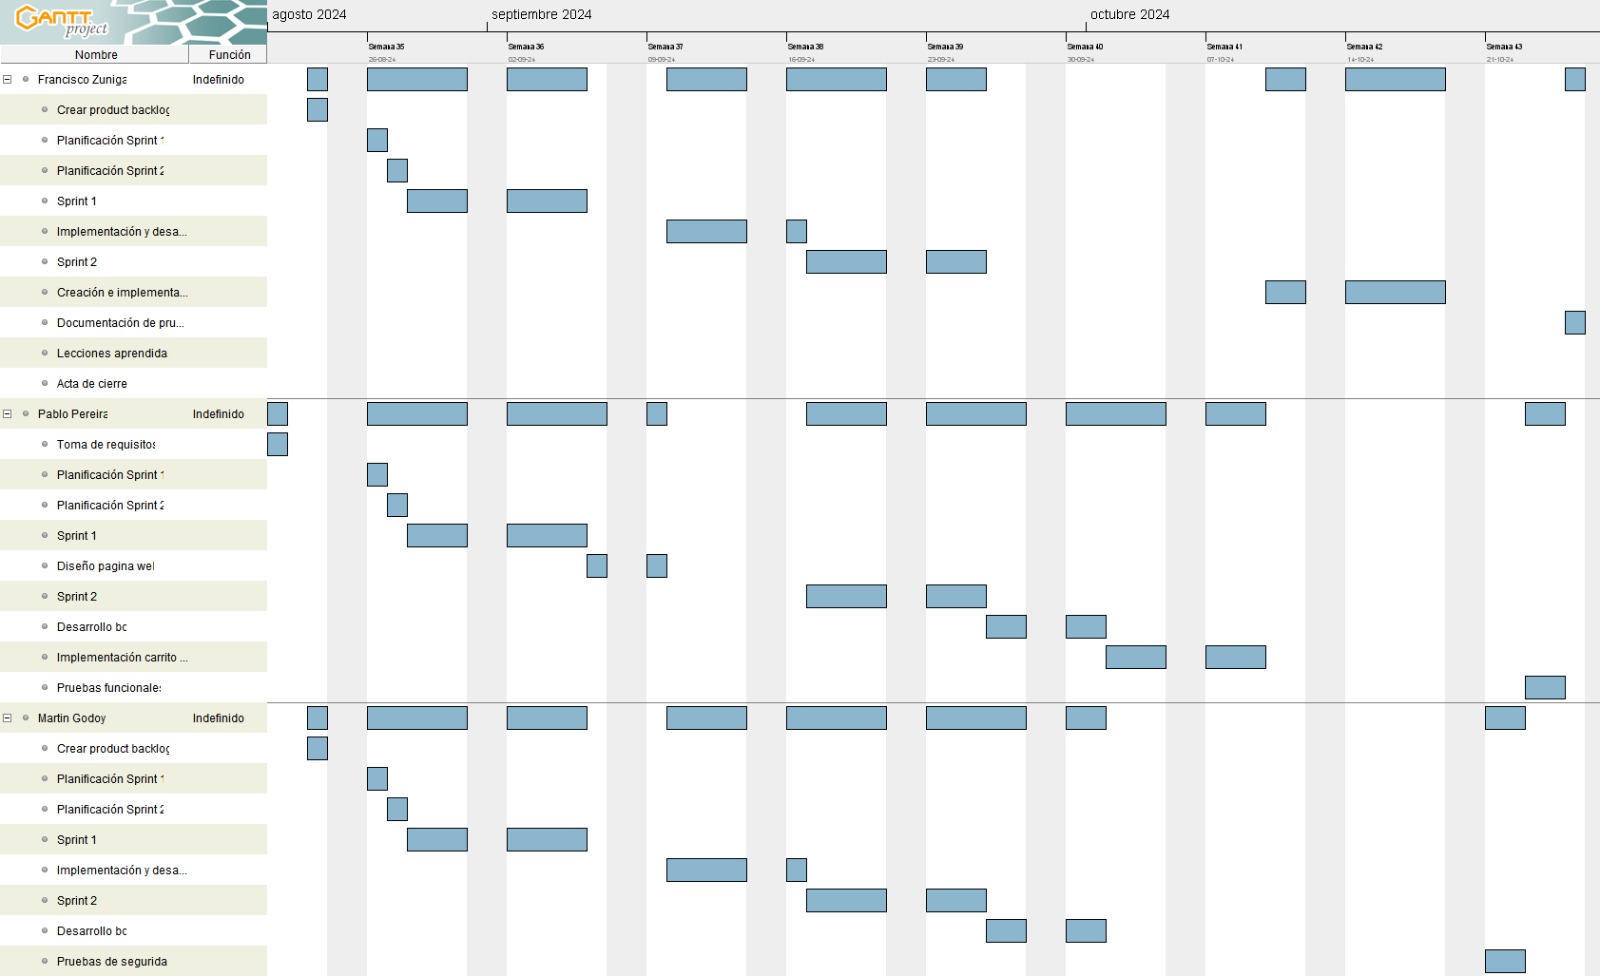 GANTT
project
agosto 2024
septiembre 2024
octubre 2024
Semana 35
Semana 36
Semana 37
Semana 38
Semana 39
Semana 40
Semana 41
Semana 42
Semana 43
Nombre
Función
26-08-24
02-09-24
09-09-24
16-09-24
23-09-24
30-09-24
07-10-24
14-10-24
21-10-24
Francisco Zuniga
Indefinido
Crear product backlog
Planificación Sprint 1
Planificación Sprint 2
Sprint 1
Implementación y desa...
Sprint 2
Creación e implementa...
Documentación de pru...
Lecciones aprendida
Acta de cierre
Pablo Pereira
Indefinido
Toma de requisitos
Planificación Sprint 1
Planificación Sprint 2
Sprint 1
Diseño pagina wel
Sprint 2
Desarrollo bc
Implementación carrito ...
Pruebas funcionales
Martin Godoy
Indefinido
Crear product backlog
Planificación Sprint 1
Planificación Sprint 2
Sprint 1
Implementación y desa...
Sprint 2
Desarrollo bc
Pruebas de segurida